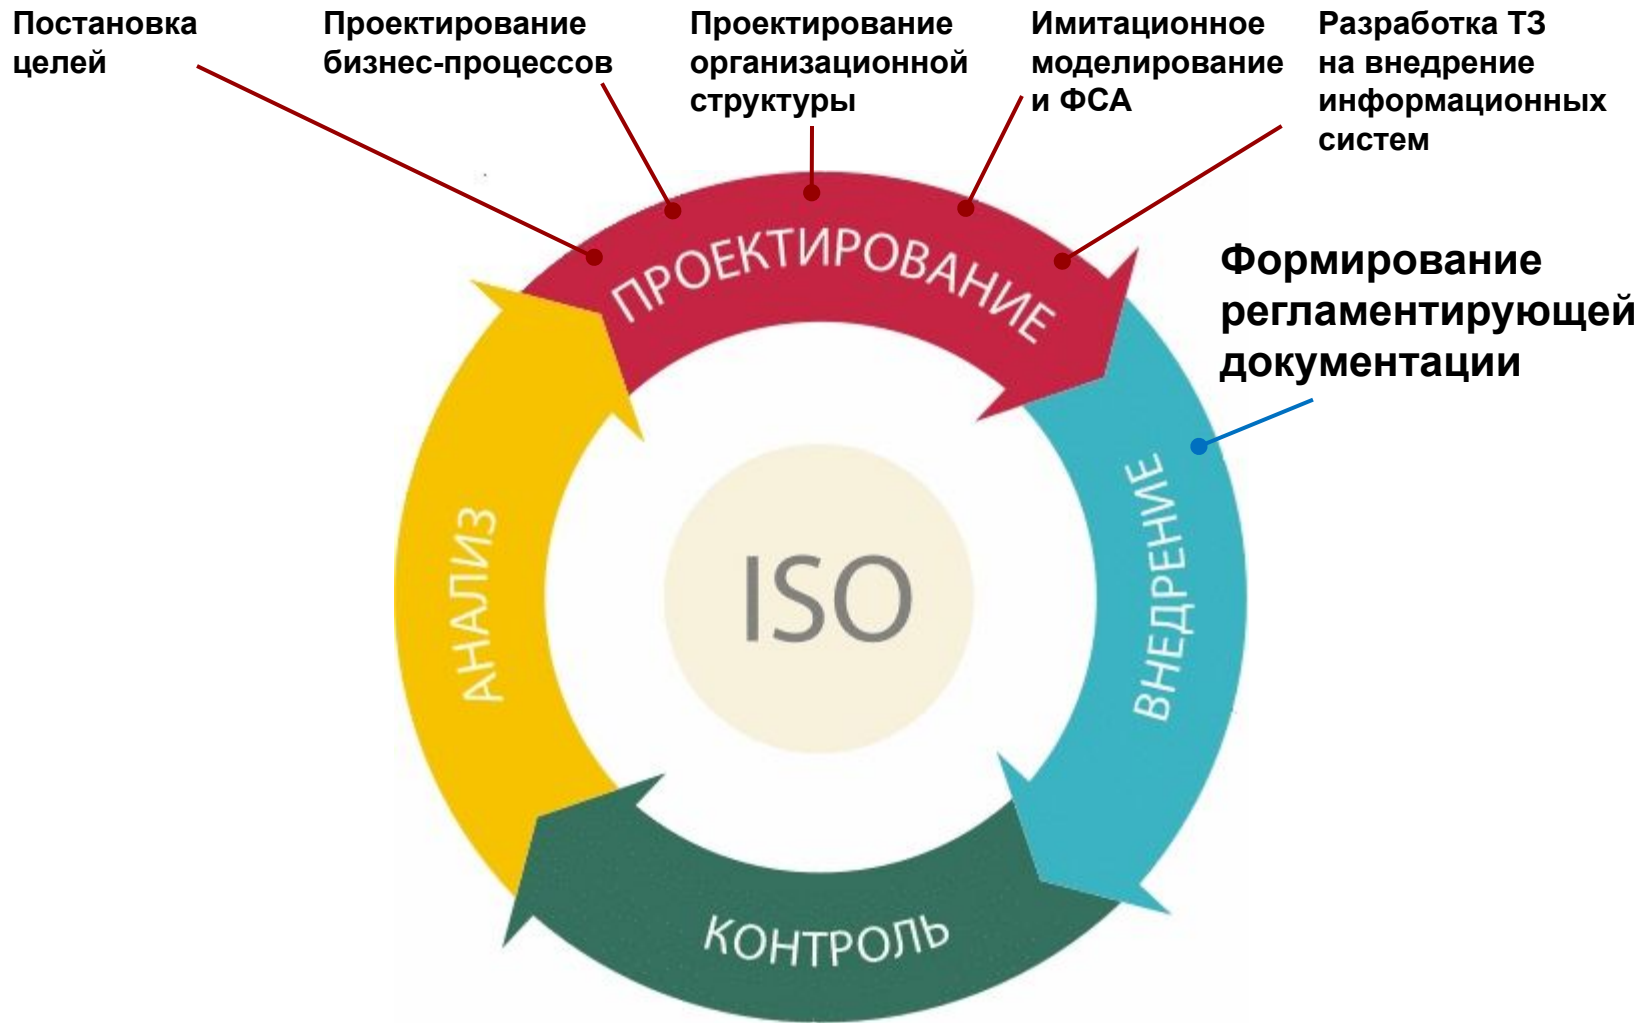 Постановка
целей
Проектирование
бизнес-процессов
Проектирование
организационной
структуры
Имитационное
моделирование
и ФСА
Разработка ТЗ
на внедрение
информационных
систем
ПРОЕКТИРОВАНИЕ
Формирование
регламентирующей
документации
ВНЕДРЕНИЕ
АНАЛИЗ
ISO
КОНТРОЛЬ